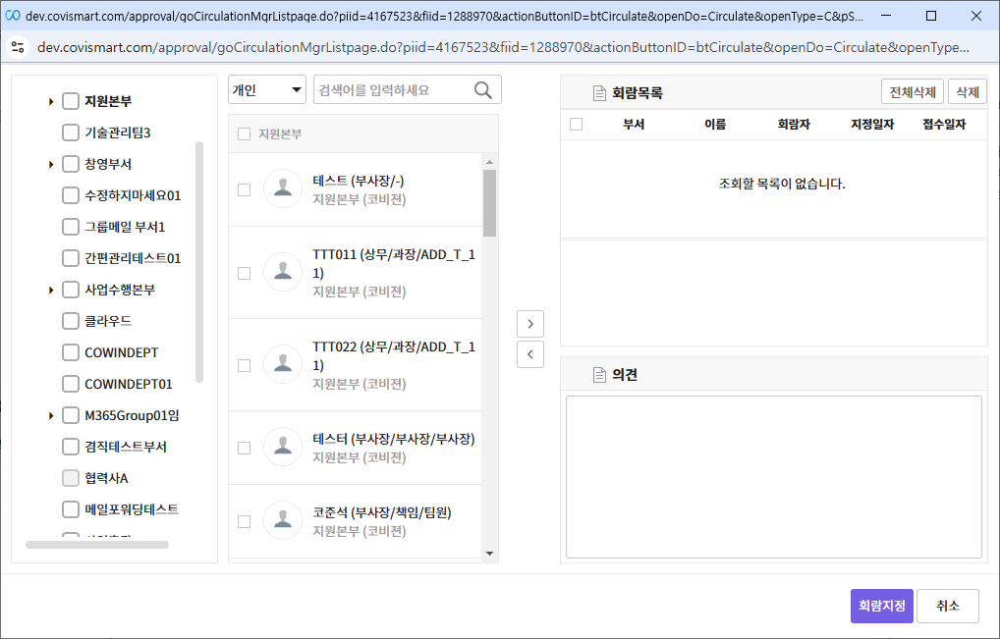 dev.covismart.com/approval/goCirculationMgrListpage.do?piid=4167523&fiid=1288970&actionButtonID=btCirculate&openDo=Circulate&openType=C&pS...
dev.covismart.com/approval/goCirculationMgrListpage.do?piid=4167523&fiid=1288970&actionButtonID=btCirculate&openDo=Circulate&openType...
지원본부
기술관리팀3
창영부서
수정하지마세요01
그룹메일 부서1
간편관리테스트01
사업수행본부
클라우드
COWINDEPT
COWINDEPT01
M365Group01임
겸직테스트부서
협력사A
메일포워딩테스트
개인
검색어를 입력하세요
지원본부
테스트 (부사장/-)
지원본부 (코비젼)
TTT011 (상무/과장/ADD_T_1
1)
지원본부 (코비젼)
TTT022 (상무/과장/ADD_T_1
1)
지원본부 (코비젼)
테스터 (부사장/부사장/부사장)
지원본부 (코비젼)
코준석 (부사장/책임/팀원)
지원본부 (코비젼)
회람목록
전체삭제
삭제
부서 이름 회람자 지정일자 접수일자
조회할 목록이 없습니다.
의견
회람지정
취소